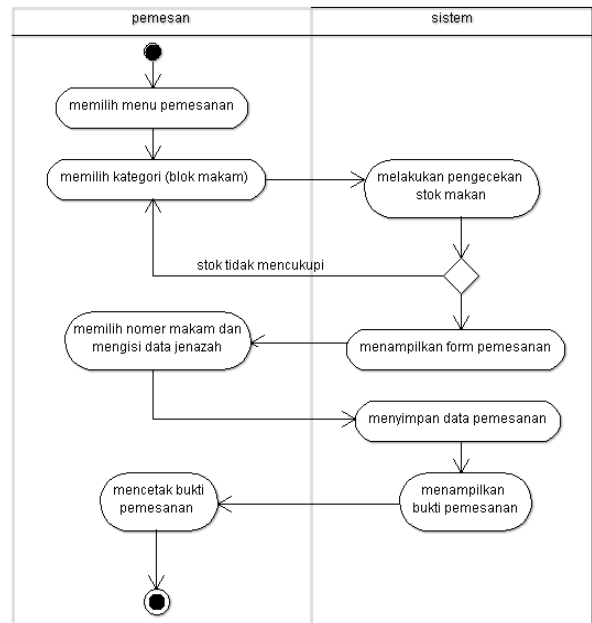 pemesan
sistem
memilih menu pemesanan
memilih kategori (blok makam)
melakukan pengecekan
stok makan
stok tidak mencukupi
memilih nomer makam dan
mengisi data jenazah
menampilkan form pemesanan
menyimpan data pemesanan
mencetak bukti
pemesanan
menampilkan
bukti pemesanan